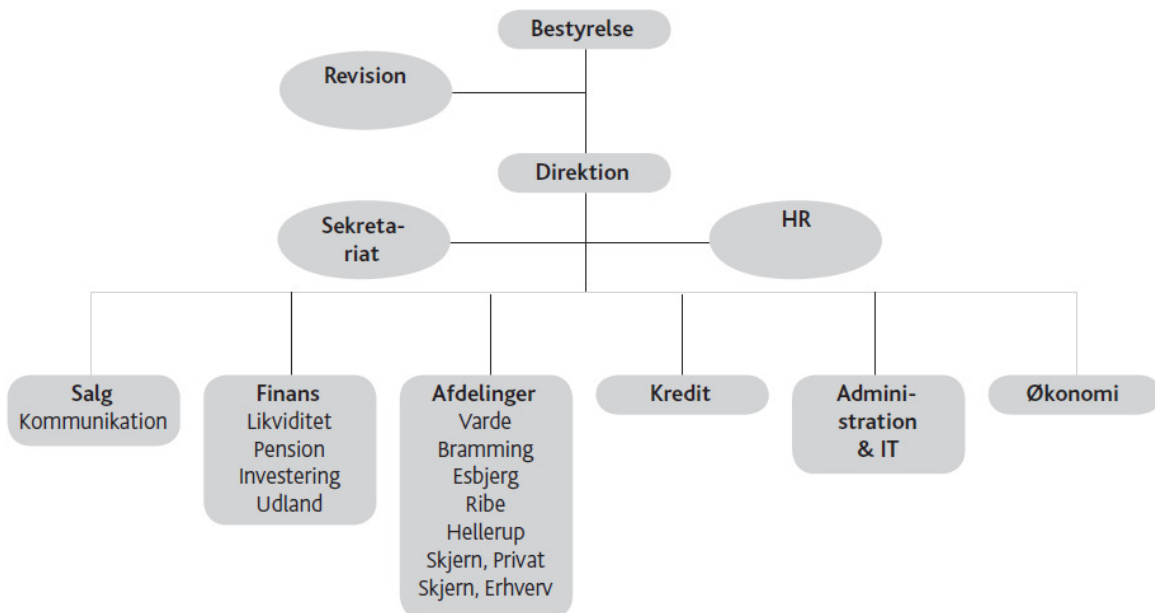 Bestyrelse
Revision
Direktion
Sekreta-
riat
HR
Salg
Kommunikation
Finans
Likviditet
Pension
Investering
Udland
Afdelinger
Varde
Bramming
Esbjerg
Ribe
Hellerup
Skjern, Privat
Skjern, Erhverv
Kredit
Admini-
stration
& IT
Økonomi